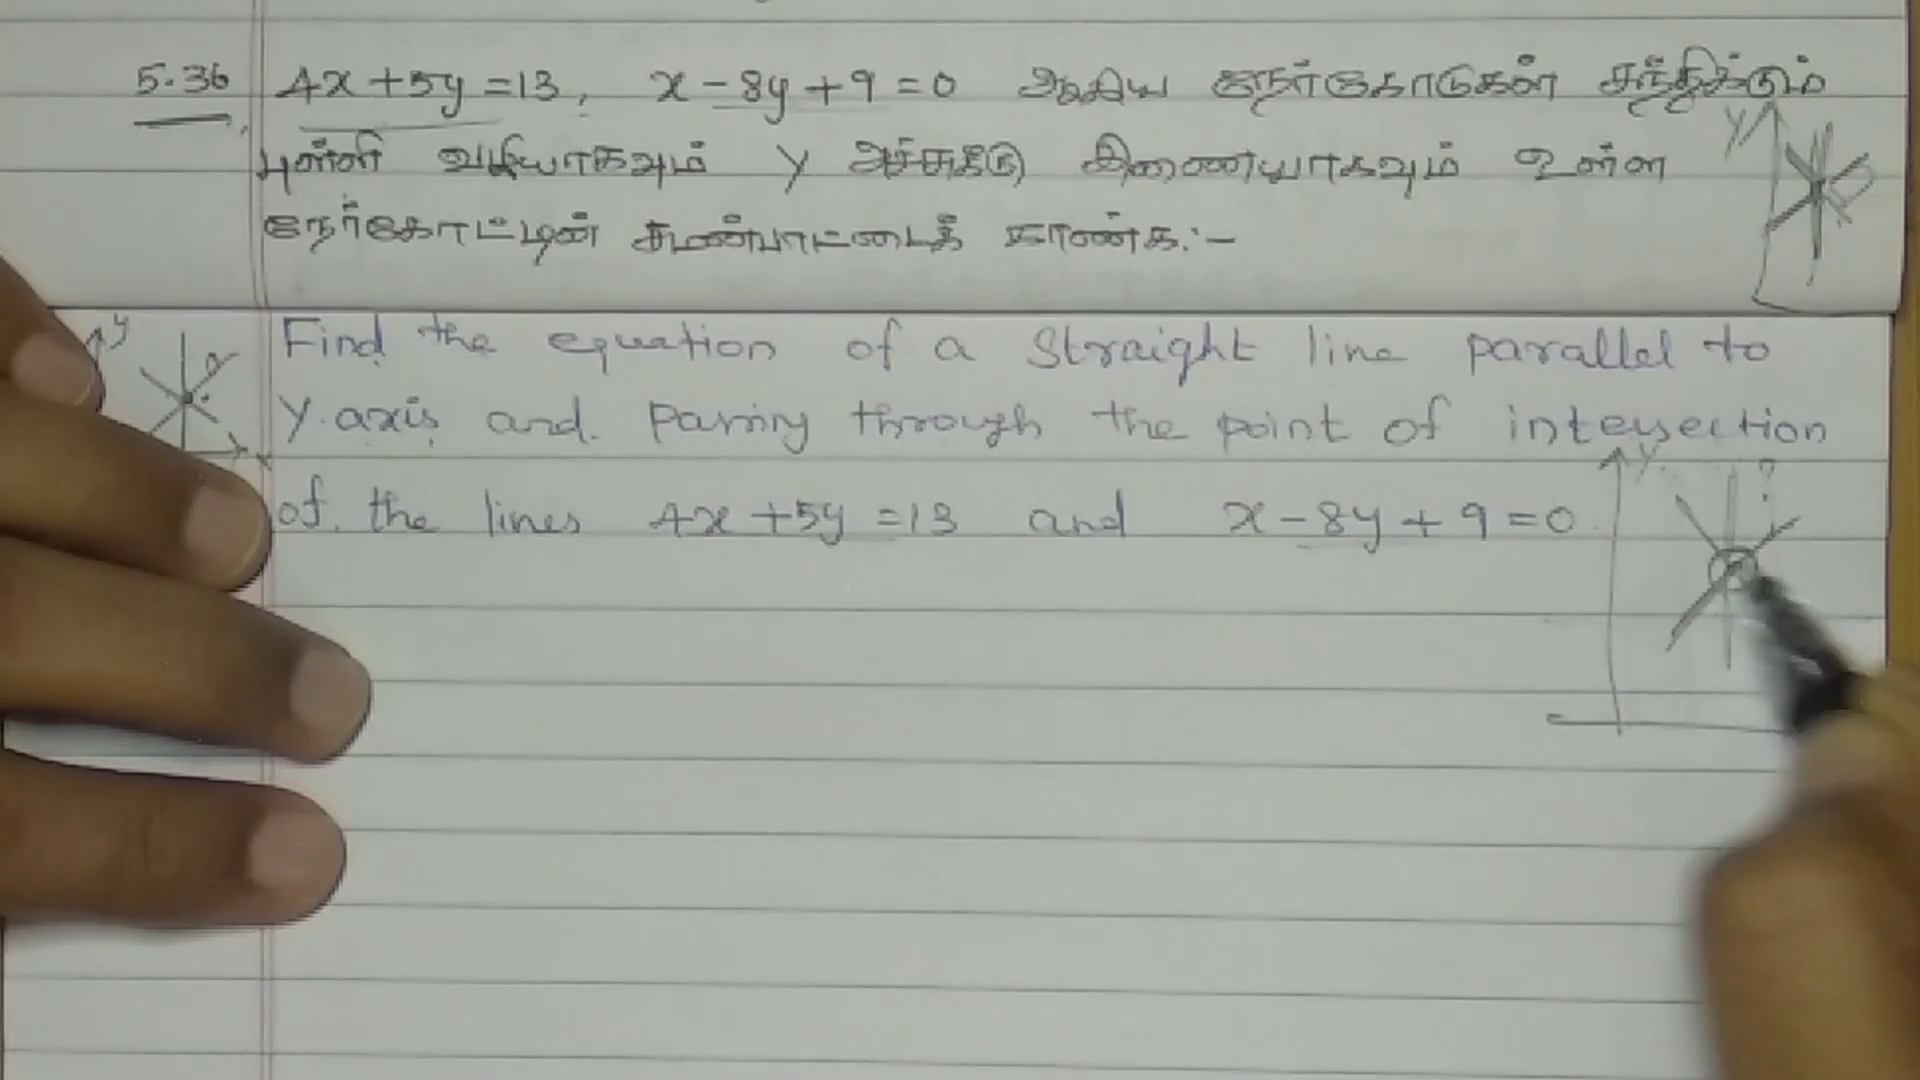 5.36 4x + 5y = 13, x - 8y + 9 = 0 ஆகிய நேர்கோடுகள் சந்திக்கும்
புள்ளி வழியாகவும் y அச்சுக்கு இணையாகவும் உள்ள
நேர்கோட்டின் சமன்பாட்டைக் காண்க:-
y
Find the equation of a straight line parallel to
Y.axis and. Passing through the point of intersection
of. the lines 4x + 5y = 13 and x - 8y + 9 = 0
y
y
?